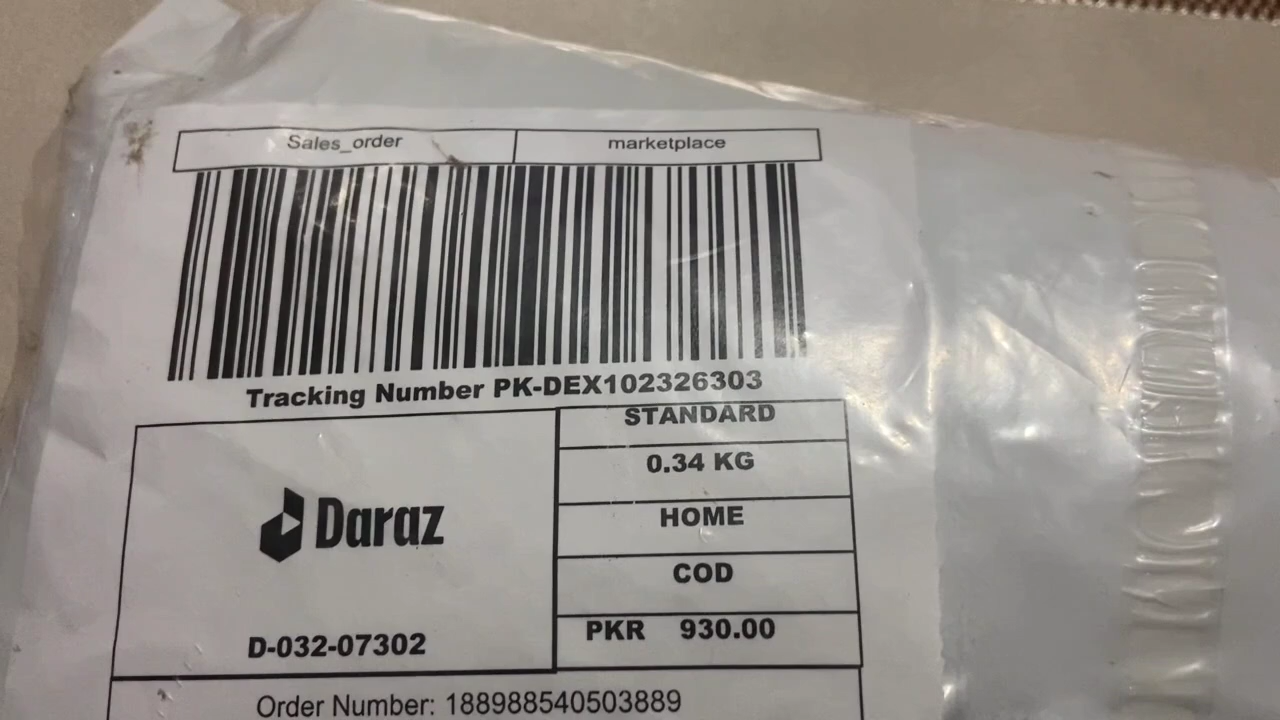 Sales_order marketplace
Tracking Number PK-DEX102326303
STANDARD
0.34 KG
Daraz
HOME
COD
D-032-07302
PKR 930.00
Order Number: 188988540503889